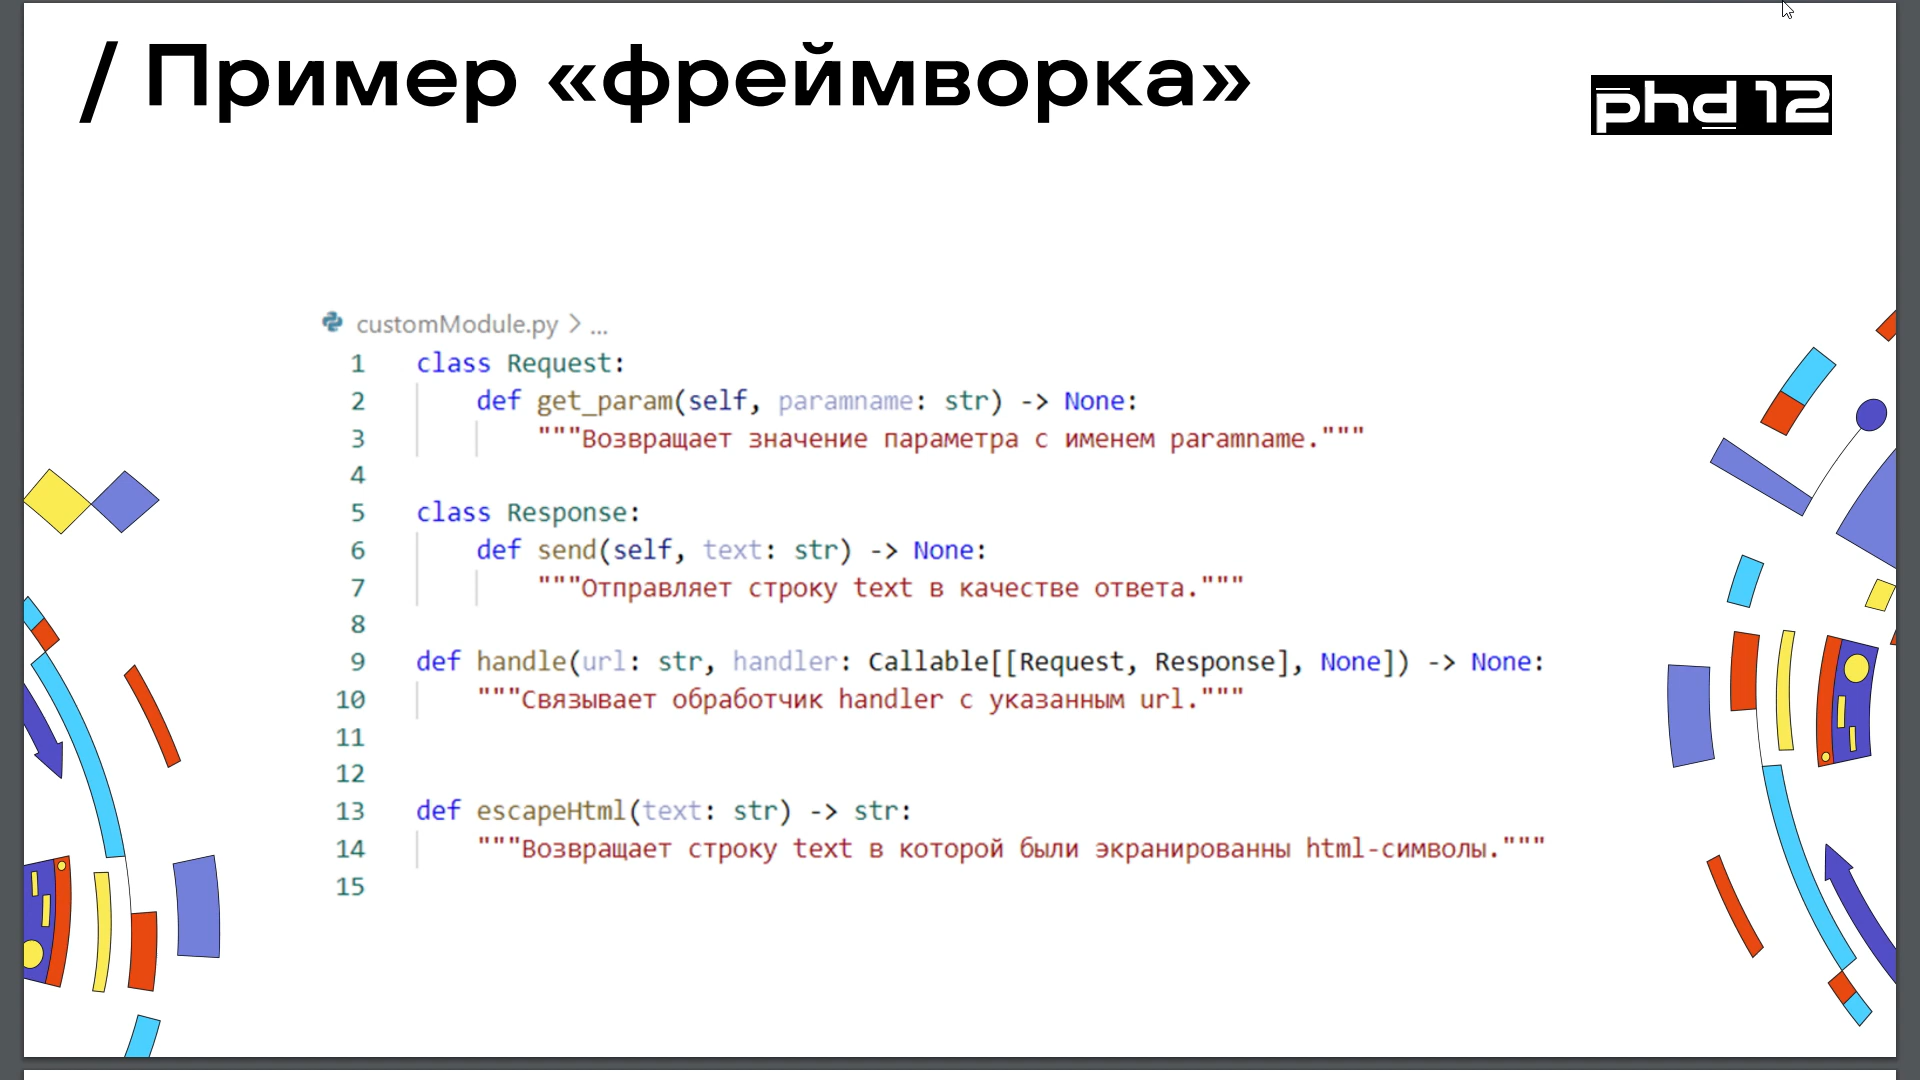 / Пример «фреймворка»
phd 12
customModule.py > ...
1 class Request:
2 def get_param(self, paramname: str) -> None:
3 """Возвращает значение параметра с именем paramname."""
4
5 class Response:
6 def send(self, text: str) -> None:
7 """Отправляет строку text в качестве ответа."""
8
9 def handle(url: str, handler: Callable[[Request, Response], None]) -> None:
10 """Связывает обработчик handler с указанным url."""
11
12
13 def escapeHtml(text: str) -> str:
14 """Возвращает строку text в которой были экранированны html-символы."""
15